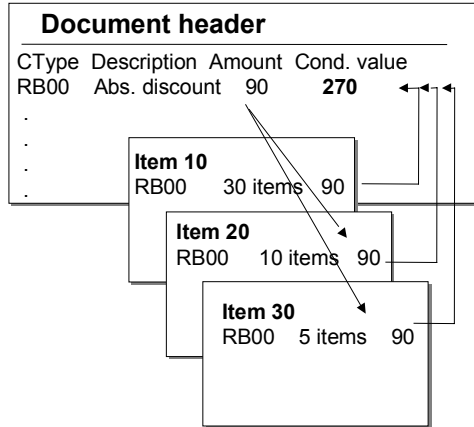 Document header
CType Description Amount Cond. value
RB00 Abs. discount 90 270
.
.
.
.
Item 10
RB00 30 items 90
Item 20
RB00 10 items 90
Item 30
RB00 5 items 90